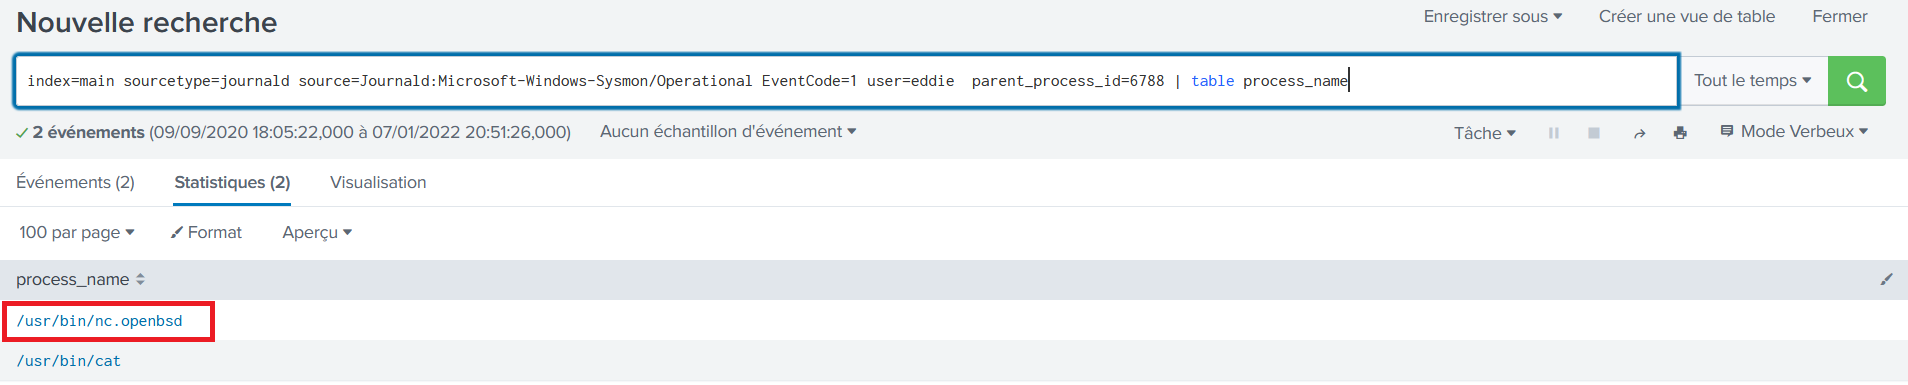 Nouvelle recherche
Enregistrer sous Créer une vue de table Fermer
index=main sourcetype=journald source=Journald:Microsoft-Windows-Sysmon/Operational EventCode=1 user=eddie  parent_process_id=6788 | table process_name
Tout le temps
2 événements (09/09/2020 18:05:22,000 à 07/01/2022 20:51:26,000) Aucun échantillon d'événement Tâche Mode Verbeux
Événements (2) Statistiques (2) Visualisation
100 par page Format Aperçu
process_name
/usr/bin/nc.openbsd
/usr/bin/cat